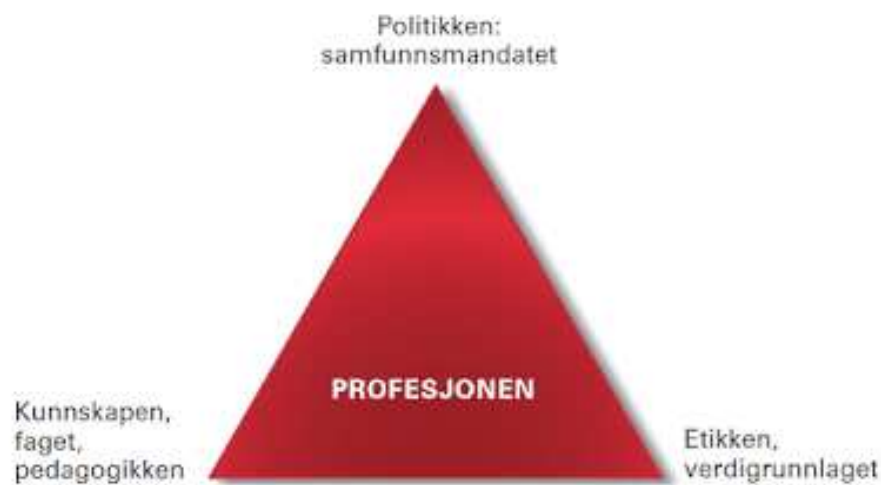 Politikken:
samfunnsmandatet
PROFESJONEN
Kunnskapen,
faget,
pedagogikken
Etikken,
verdigrunnlaget